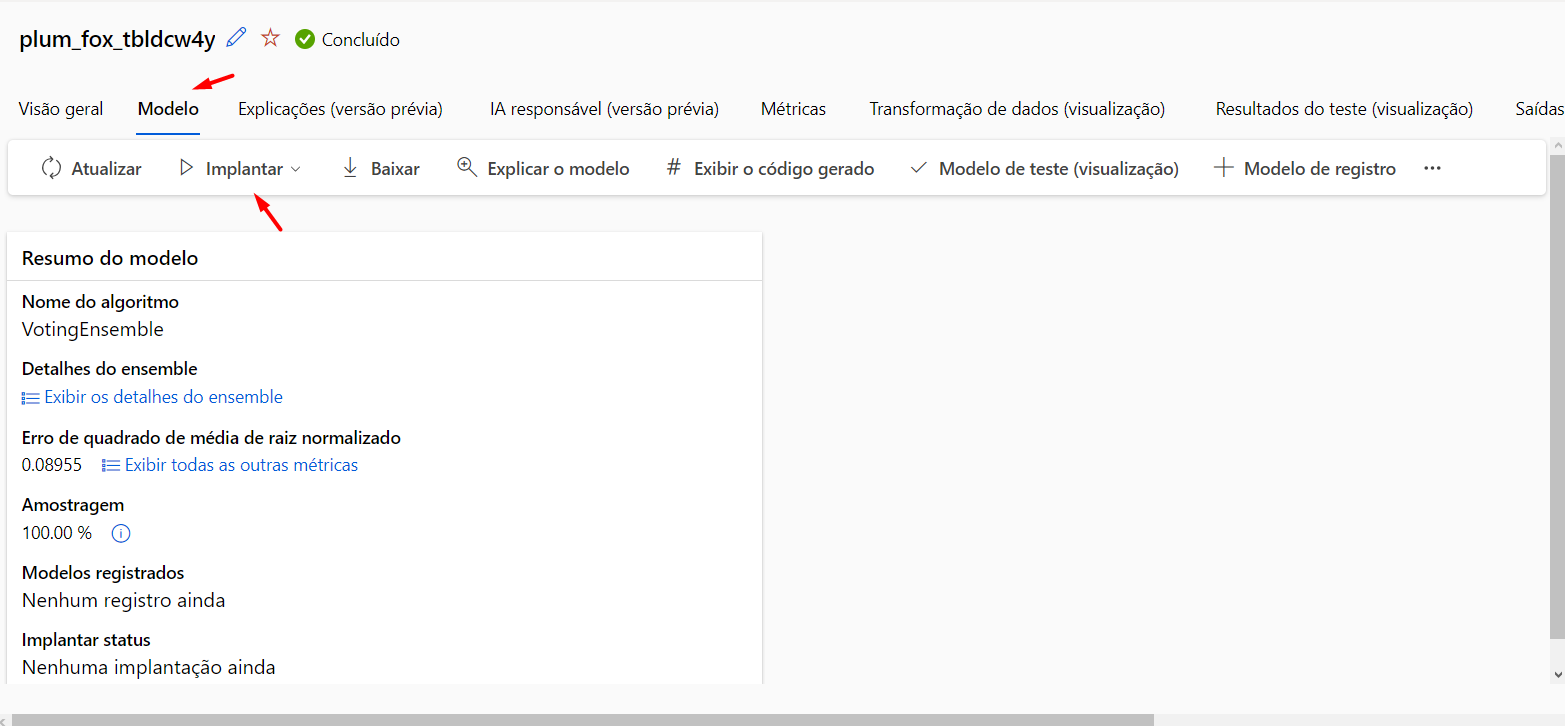 plum_fox_tbldcw4y Concluído
Visão geral Modelo Explicações (versão prévia) IA responsável (versão prévia) Métricas Transformação de dados (visualização) Resultados do teste (visualização) Saídas
Atualizar Implantar Baixar Explicar o modelo # Exibir o código gerado Modelo de teste (visualização) Modelo de registro ...
Resumo do modelo
Nome do algoritmo
VotingEnsemble
Detalhes do ensemble
Exibir os detalhes do ensemble
Erro de quadrado de média de raiz normalizado
0.08955 Exibir todas as outras métricas
Amostragem
100.00 %
Modelos registrados
Nenhum registro ainda
Implantar status
Nenhuma implantação ainda